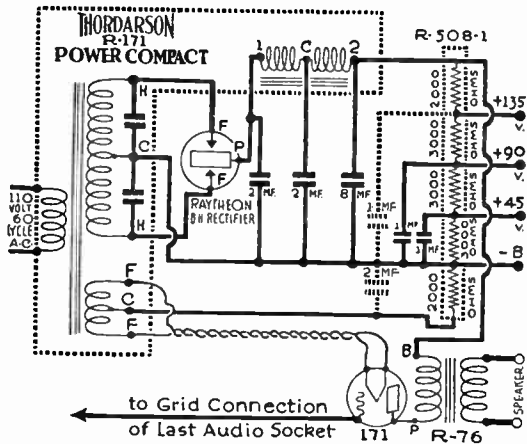 THORDARSON
R-171
POWER COMPACT
1 C 2
R-508-1
H
F
C
P
F
H
RAYTHEON
BH RECTIFIER
110
VOLT
60
CYCLE
A-C
2 MF.
2 MF.
8 MF.
1 MF
1 MF.
1 MF.
2 MF
2000 OHMS
3000 OHMS
3000 OHMS
3000 OHMS
2000 OHMS
+135
V.
+90
V.
+45
V.
-B
F
C
F
B
P
SPEAKER
to Grid Connection
of Last Audio Socket
171
R-76